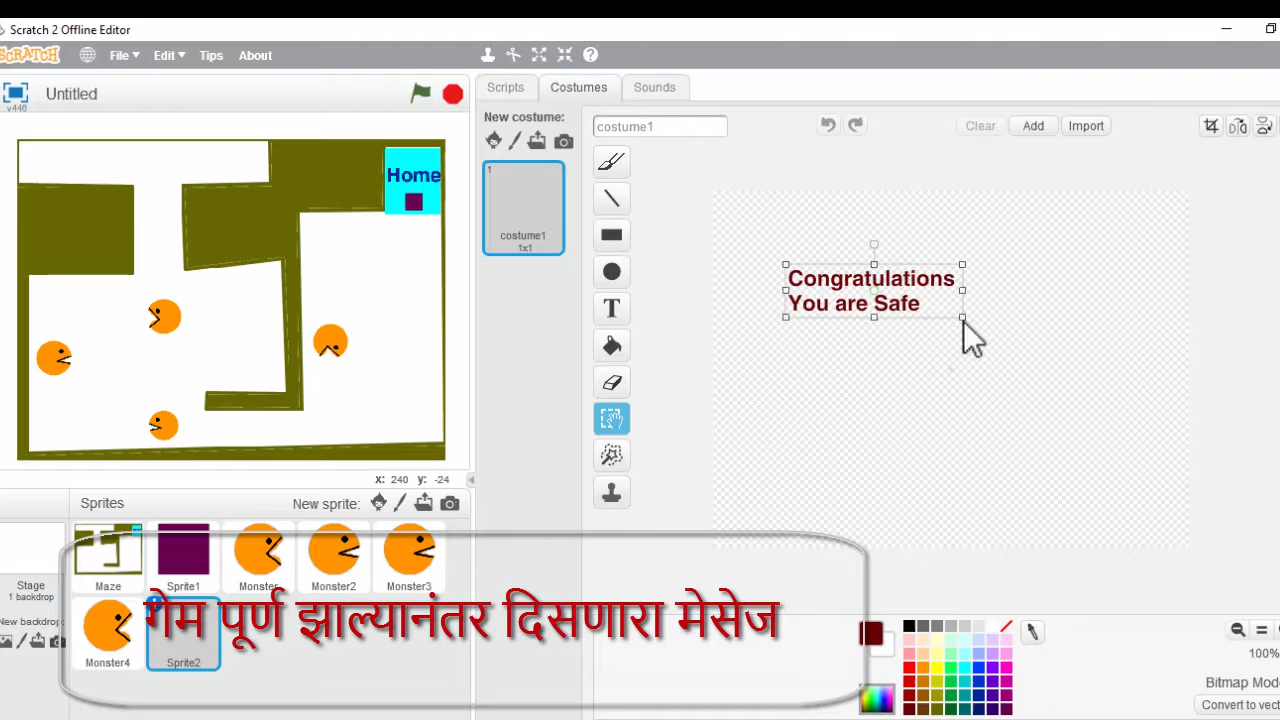 Scratch 2 Offline Editor
SCRATCH File Edit Tips About
v446 Untitled
Scripts Costumes Sounds
New costume:
costume1
Clear Add Import
1
costume1
1x1
Home
Congratulations
You are Safe
x: 240 y: -24
Sprites New sprite:
Stage
1 backdrop
New backdrop
Maze Sprite1 Monster Monster2 Monster3
Monster4 Sprite2
गेम पूर्ण झाल्यानंतर दिसणारा मेसेज
100%
Bitmap Mod
Convert to vect